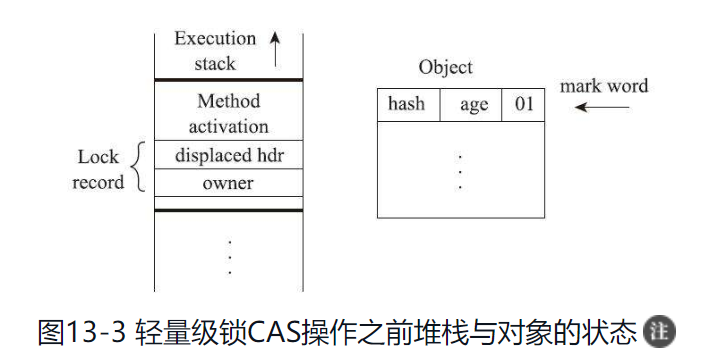 Execution
stack
Method
activation
Lock
record
displaced hdr
owner
Object
mark word
hash
age
01
图13-3 轻量级锁CAS操作之前堆栈与对象的状态 注